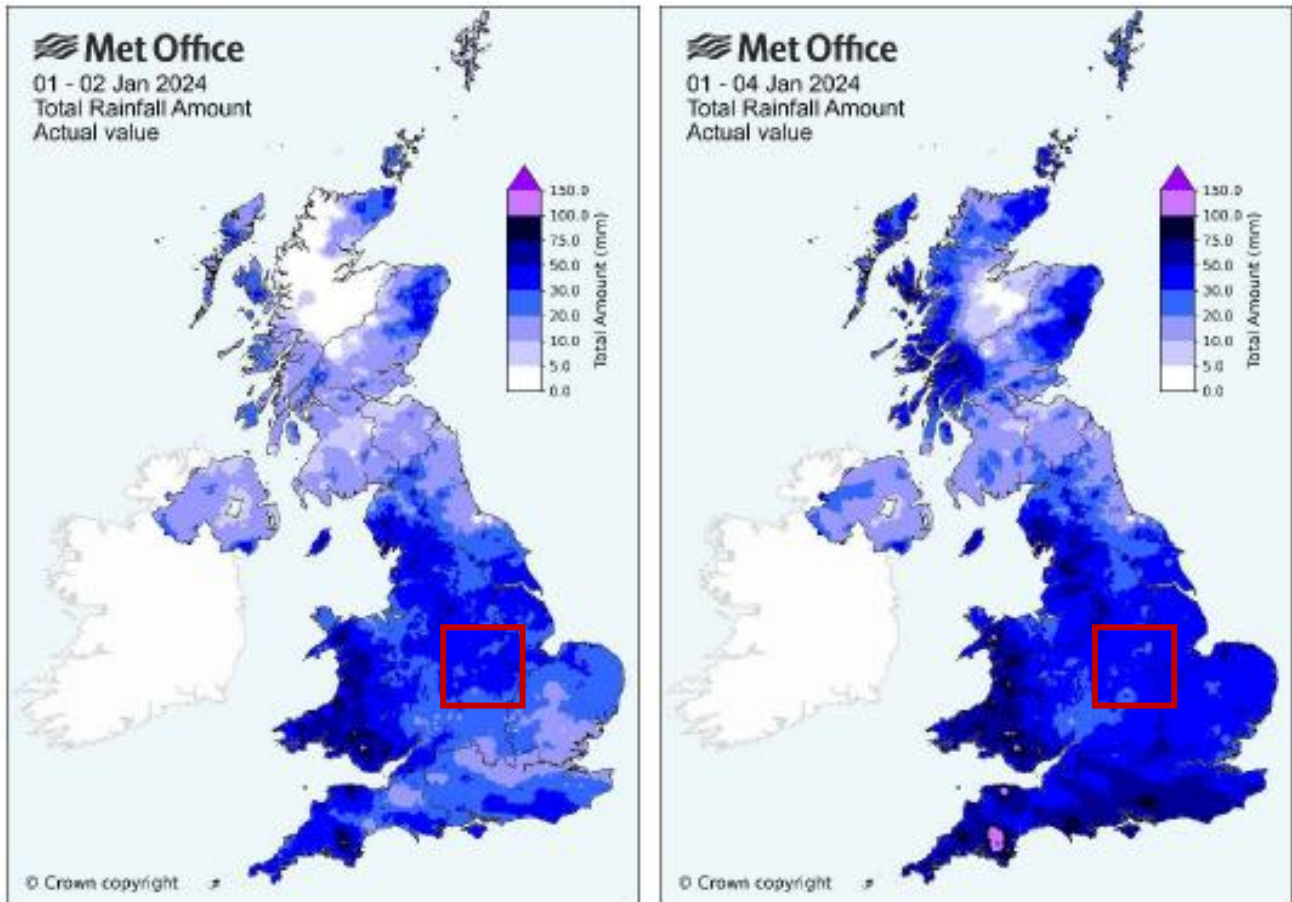 Met Office
01 - 02 Jan 2024
Total Rainfall Amount
Actual value
150.0
100.0
75.0
50.0
30.0
20.0
10.0
5.0
0.0
Total Amount (mm)
© Crown copyright
Met Office
01 - 04 Jan 2024
Total Rainfall Amount
Actual value
150.0
100.0
75.0
50.0
30.0
20.0
10.0
5.0
0.0
Total Amount (mm)
© Crown copyright